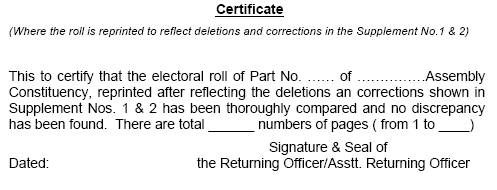 Certificate
(Where the roll is reprinted to reflect deletions and corrections in the Supplement No.1 & 2)
This to certify that the electoral roll of Part No. ...... of ...............Assembly
Constituency, reprinted after reflecting the deletions an corrections shown in
Supplement Nos. 1 & 2 has been thoroughly compared and no discrepancy
has been found. There are total ______ numbers of pages ( from 1 to ____)
Signature & Seal of
Dated: the Returning Officer/Asstt. Returning Officer